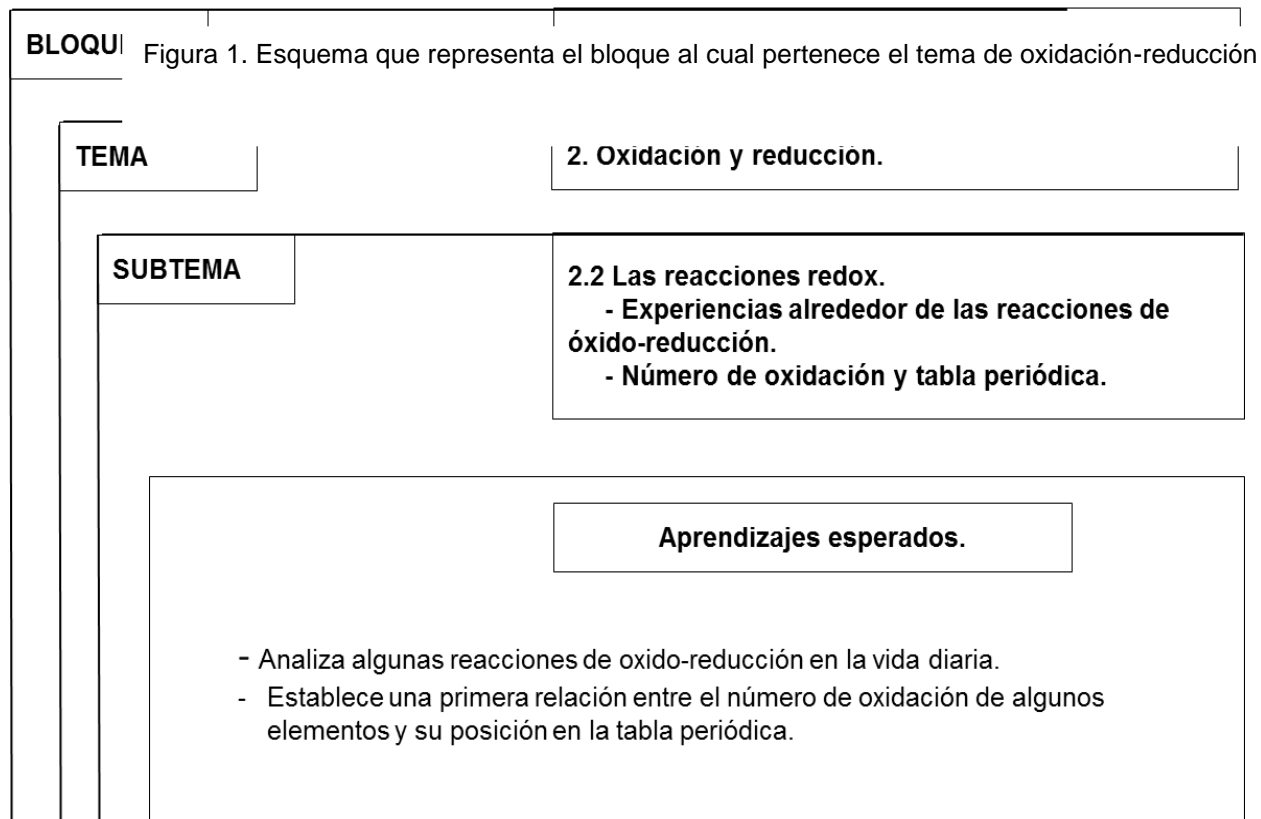 BLOQU
Figura 1. Esquema que representa el bloque al cual pertenece el tema de oxidación-reducción
TEMA
2. Oxidación y reducción.
SUBTEMA
2.2 Las reacciones redox.
- Experiencias alrededor de las reacciones de
óxido-reducción.
- Número de oxidación y tabla periódica.
Aprendizajes esperados.
- Analiza algunas reacciones de oxido-reducción en la vida diaria.
- Establece una primera relación entre el número de oxidación de algunos
elementos y su posición en la tabla periódica.